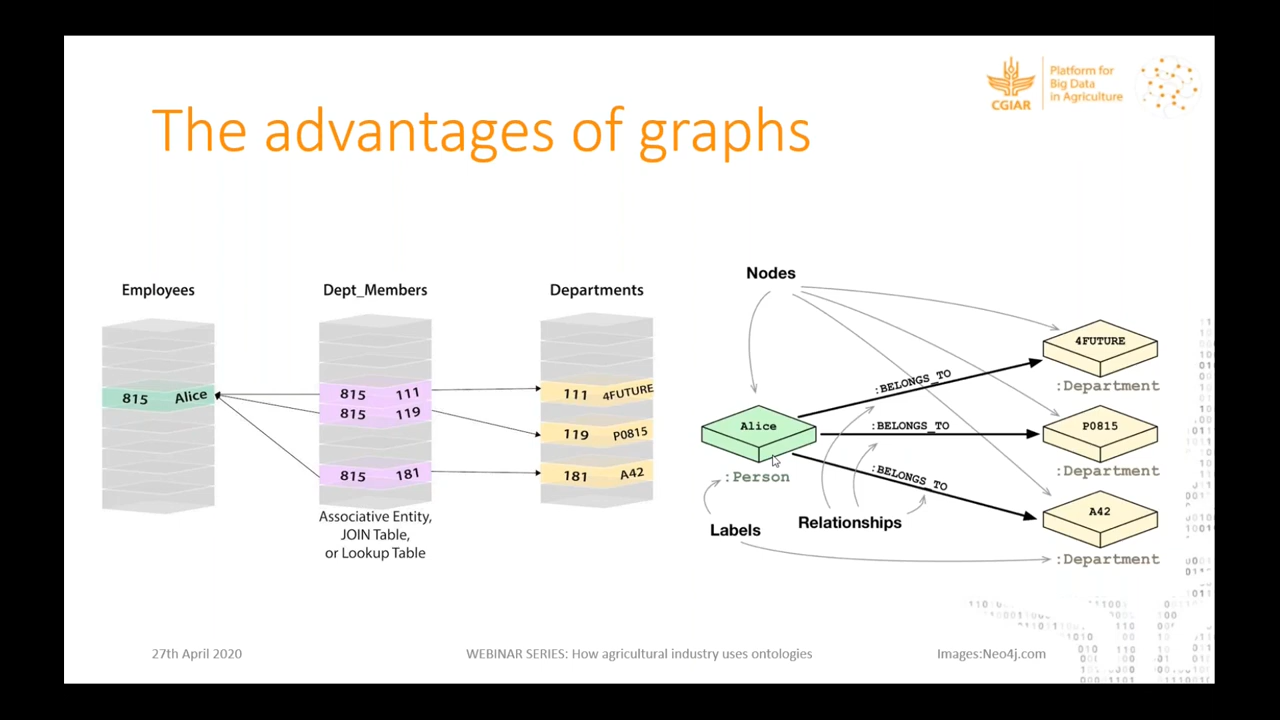 CGIAR
Platform for
Big Data
in Agriculture
The advantages of graphs
Employees
815 Alice
Dept_Members
815 111
815 119
815 181
Associative Entity,
JOIN Table,
or Lookup Table
Departments
111 4FUTURE
119 P0815
181 A42
Nodes
4FUTURE
:Department
:BELONGS_TO
Alice
:Person
:BELONGS_TO
P0815
:Department
:BELONGS_TO
A42
:Department
Labels
Relationships
27th April 2020
WEBINAR SERIES: How agricultural industry uses ontologies
Images:Neo4j.com